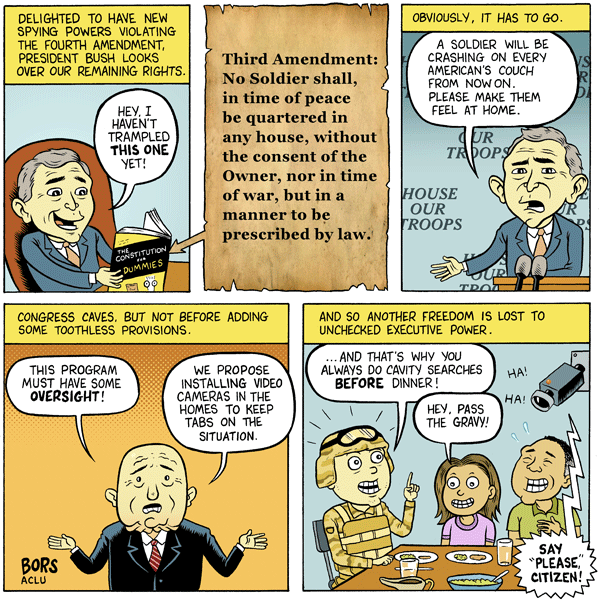 DELIGHTED TO HAVE NEW
SPYING POWERS VIOLATING
THE FOURTH AMENDMENT,
PRESIDENT BUSH LOOKS
OVER OUR REMAINING RIGHTS.
HEY, I
HAVEN'T
TRAMPLED
THIS ONE
YET!
THE
CONSTITUTION
FOR
DUMMIES
Third Amendment:
No Soldier shall,
in time of peace
be quartered in
any house, without
the consent of the
Owner, nor in time
of war, but in a
manner to be
prescribed by law.
OBVIOUSLY, IT HAS TO GO.
A SOLDIER WILL BE
CRASHING ON EVERY
AMERICAN'S COUCH
FROM NOW ON.
PLEASE MAKE THEM
FEEL AT HOME.
OUR
TROOPS
HOUSE
OUR
TROOPS
CONGRESS CAVES, BUT NOT BEFORE ADDING
SOME TOOTHLESS PROVISIONS.
THIS PROGRAM
MUST HAVE SOME
OVERSIGHT!
WE PROPOSE
INSTALLING VIDEO
CAMERAS IN THE
HOMES TO KEEP
TABS ON THE
SITUATION.
BORS
ACLU
AND SO ANOTHER FREEDOM IS LOST TO
UNCHECKED EXECUTIVE POWER.
...AND THAT'S WHY YOU
ALWAYS DO CAVITY SEARCHES
BEFORE DINNER!
HEY, PASS
THE GRAVY!
HA!
HA!
SAY
"PLEASE,"
CITIZEN!